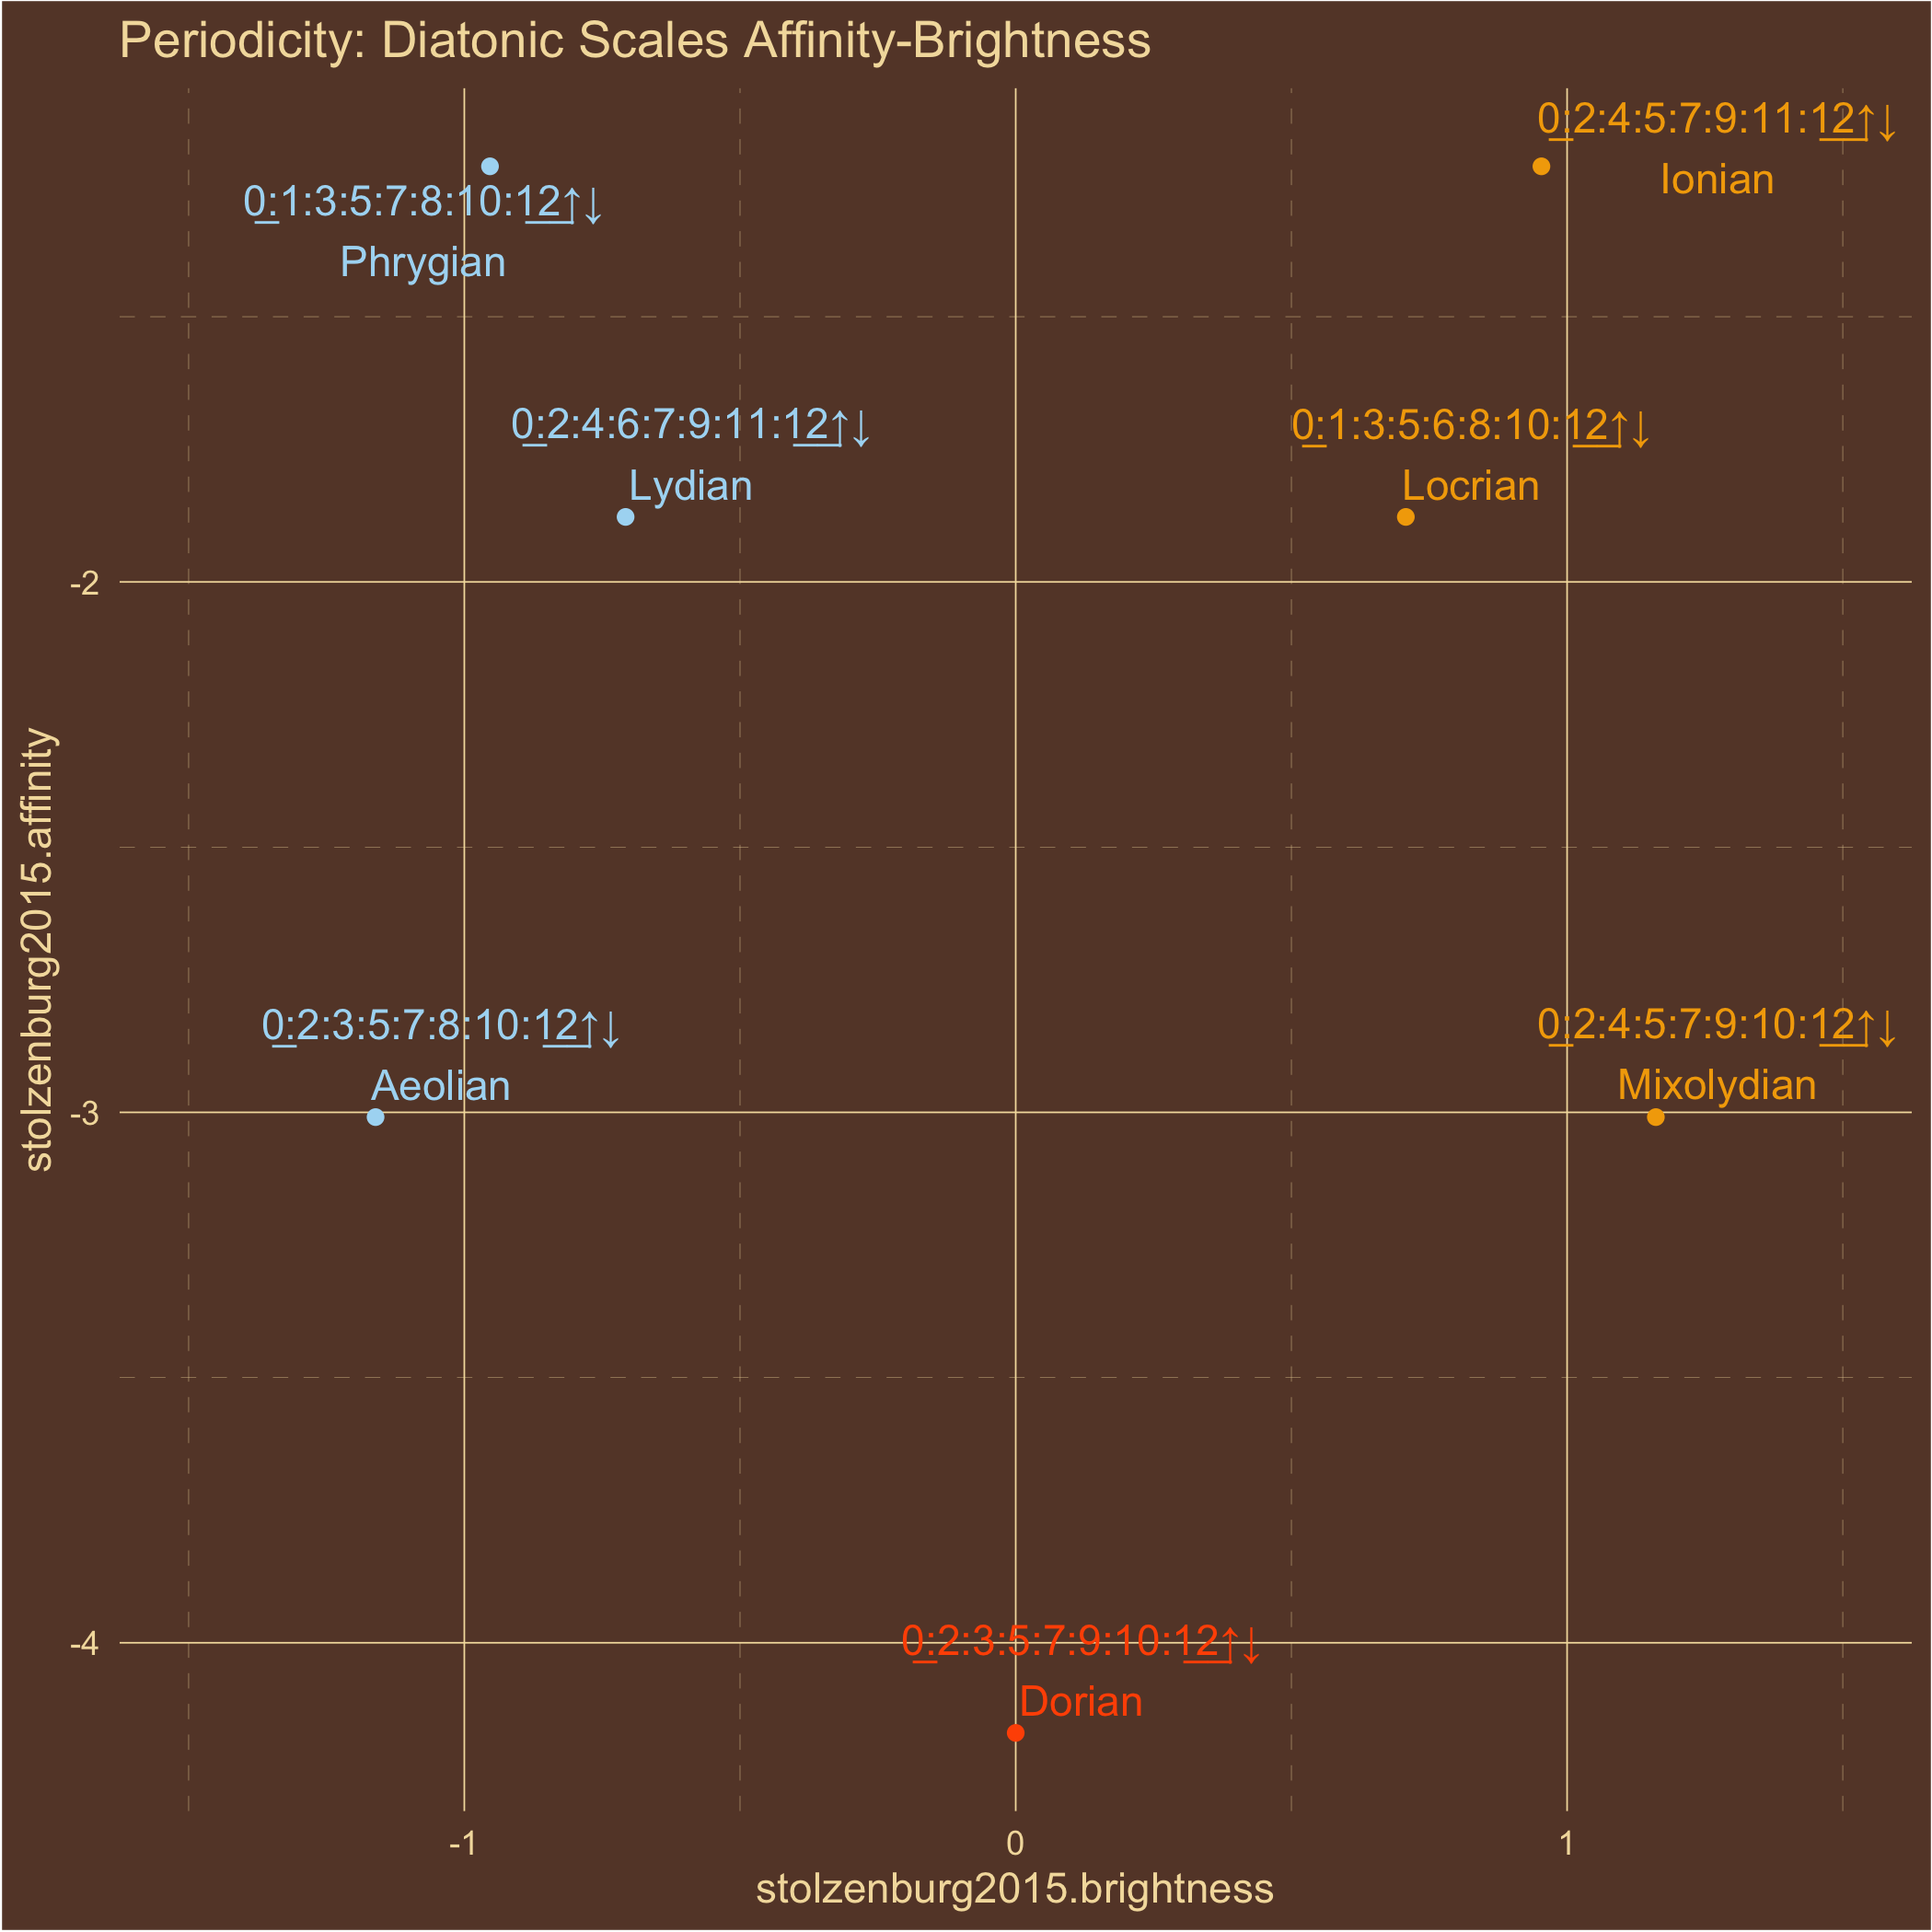 Periodicity: Diatonic Scales Affinity-Brightness
0:2:4:5:7:9:11:12↑↓
Ionian
0:1:3:5:7:8:10:12↑↓
Phrygian
0:2:4:6:7:9:11:12↑↓
Lydian
0:1:3:5:6:8:10:12↑↓
Locrian
-2
stolzenburg2015.affinity
0:2:3:5:7:8:10:12↑↓
Aeolian
0:2:4:5:7:9:10:12↑↓
Mixolydian
-3
0:2:3:5:7:9:10:12↑↓
Dorian
-4
-1
0
1
stolzenburg2015.brightness